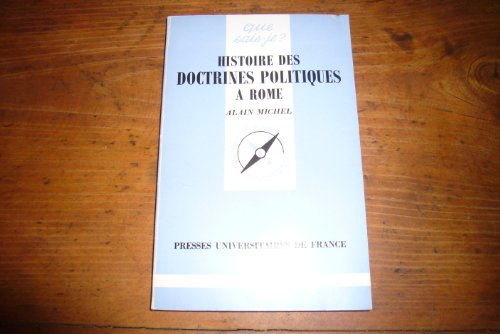 que
sais-je?
HISTOIRE DES
DOCTRINES POLITIQUES
A ROME
ALAIN MICHEL
PRESSES UNIVERSITAIRES DE FRANCE